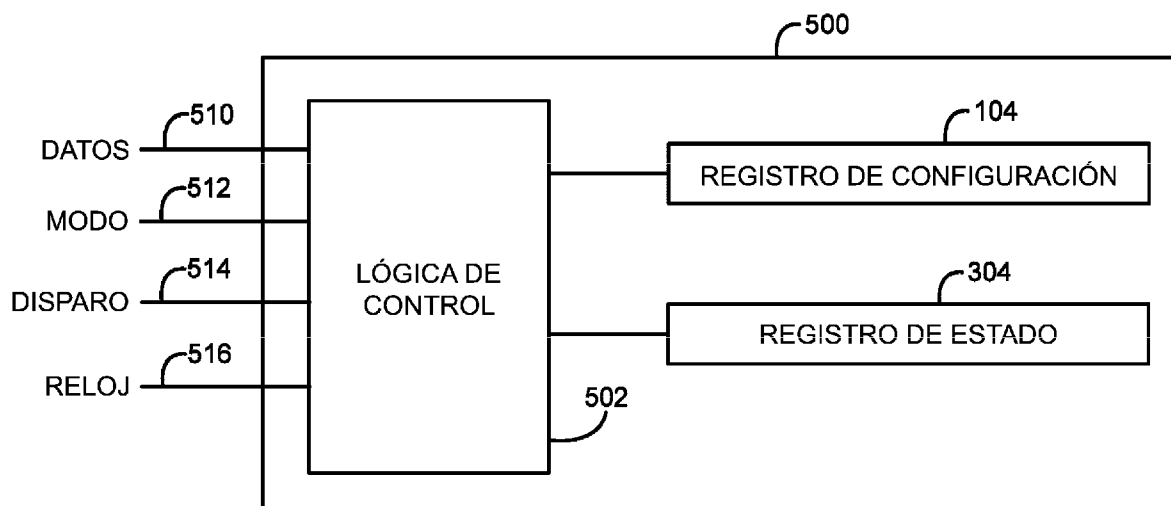 500
510
DATOS
104
REGISTRO DE CONFIGURACIÓN
512
MODO
LÓGICA DE
CONTROL
514
DISPARO
304
REGISTRO DE ESTADO
516
RELOJ
502